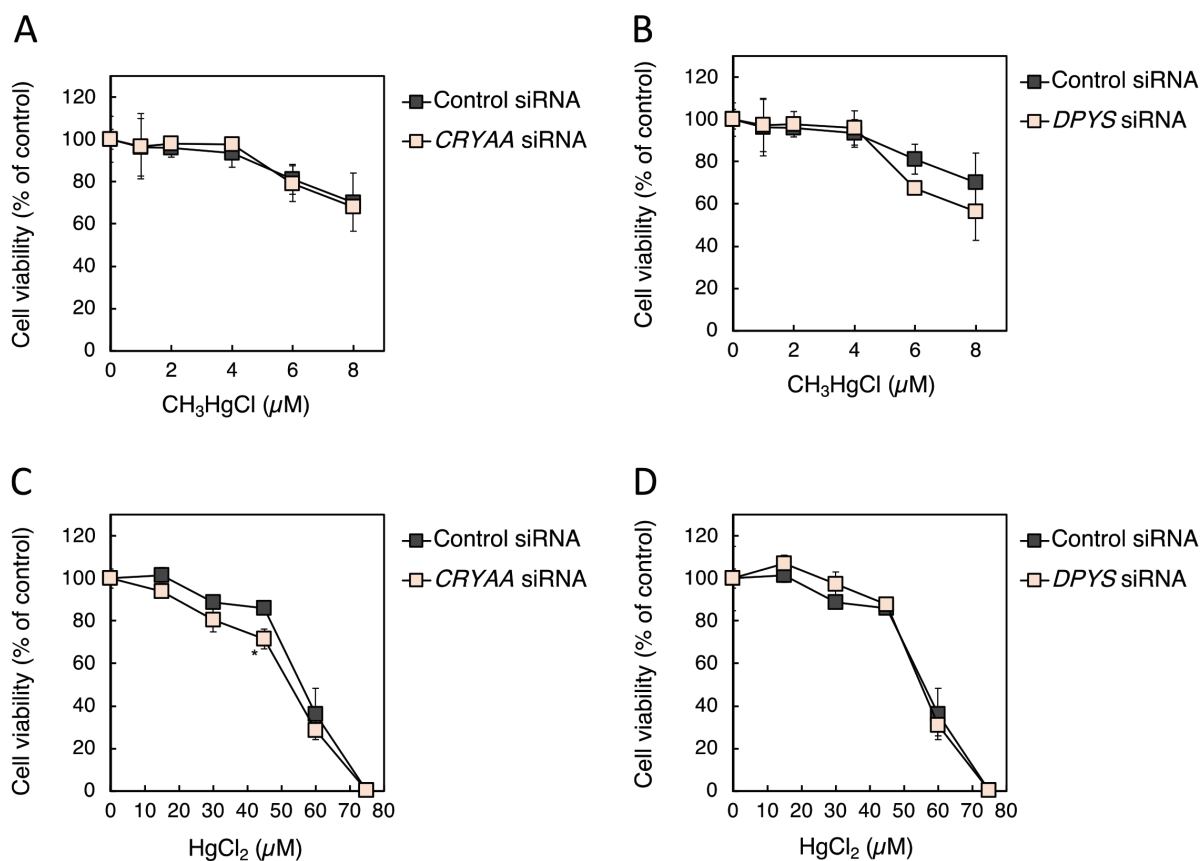 A
Cell viability (% of control)
120
100
80
60
40
20
0
0 2 4 6 8
CH₃HgCl (µM)
Control siRNA
CRYAA siRNA
B
Cell viability (% of control)
120
100
80
60
40
20
0
0 2 4 6 8
CH₃HgCl (µM)
Control siRNA
DPYS siRNA
C
Cell viability (% of control)
120
100
80
60
40
20
0
*
0 10 20 30 40 50 60 70 80
HgCl₂ (µM)
Control siRNA
CRYAA siRNA
D
Cell viability (% of control)
120
100
80
60
40
20
0
0 10 20 30 40 50 60 70 80
HgCl₂ (µM)
Control siRNA
DPYS siRNA